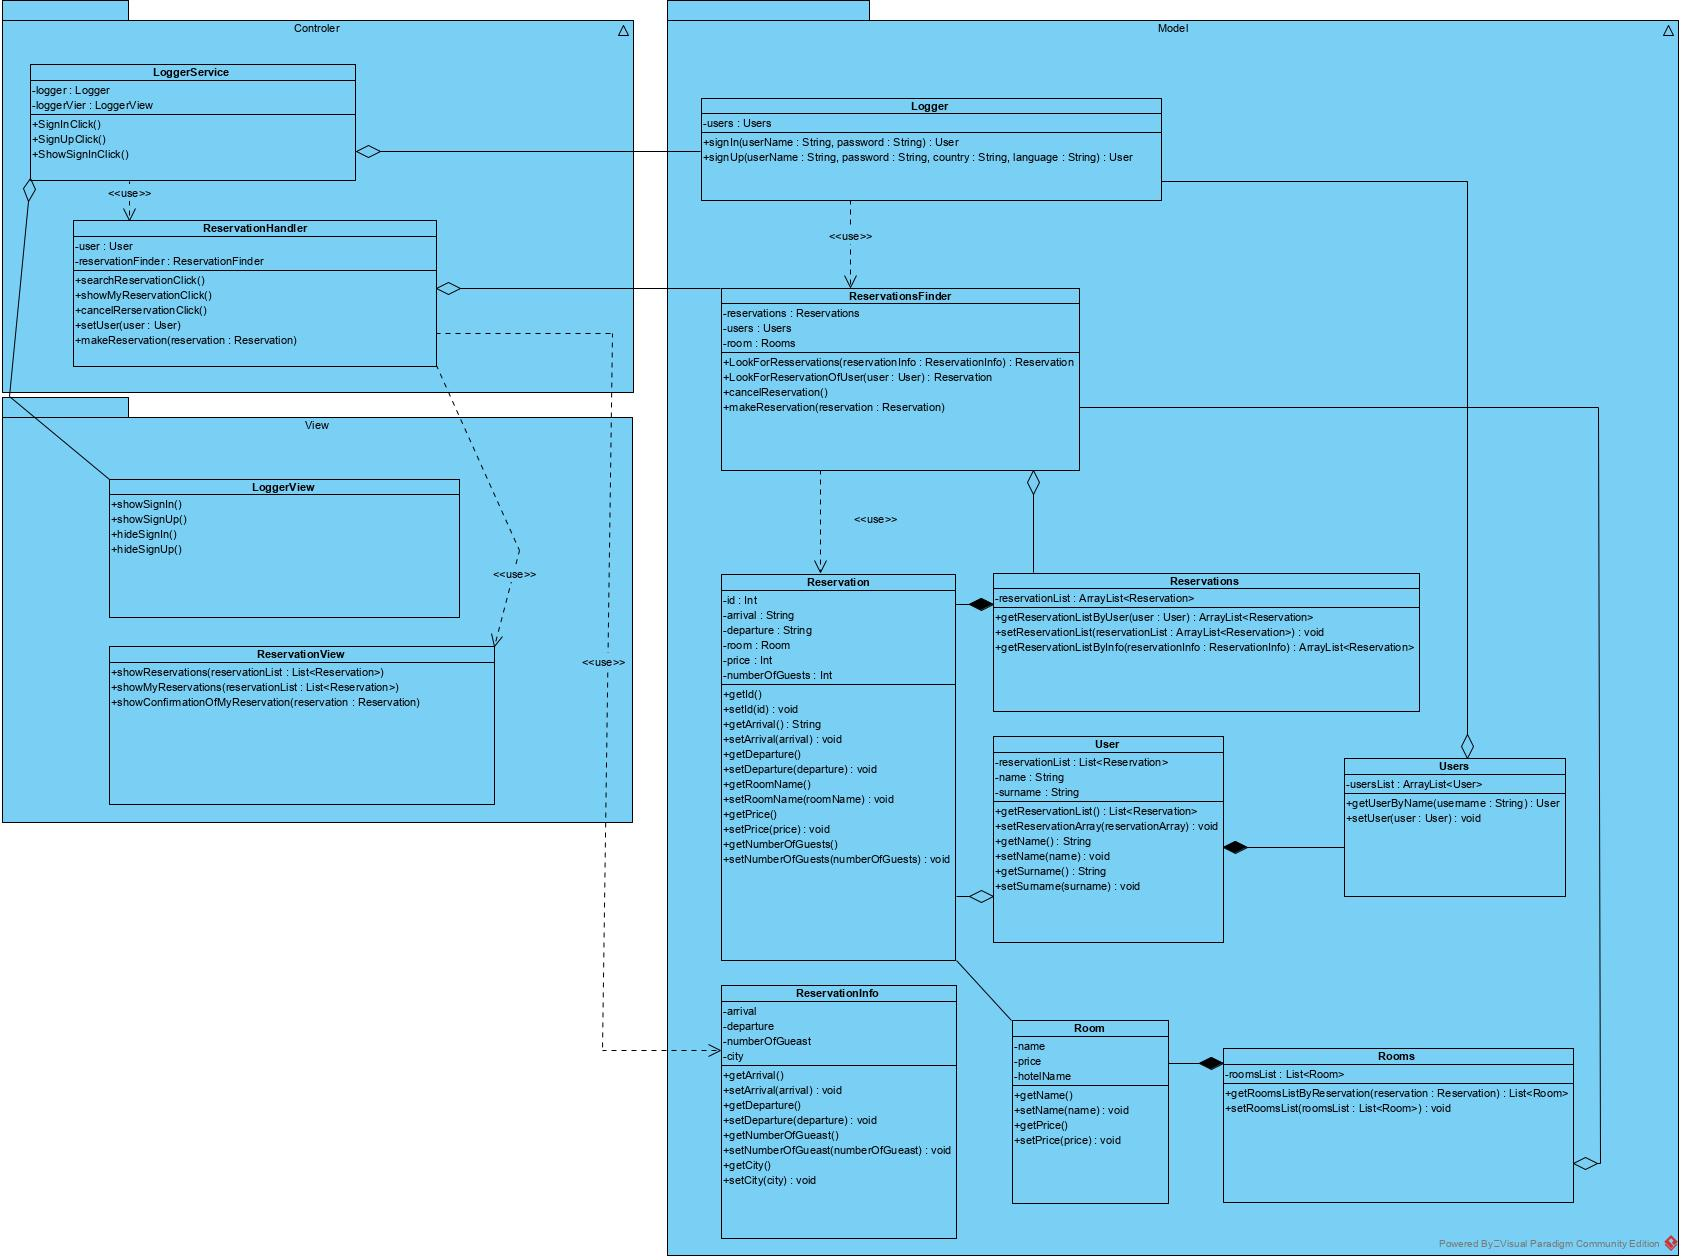 Controler
LoggerService
-logger : Logger
-loggerVier : LoggerView
+SignInClick()
+SignUpClick()
+ShowSignInClick()
<<use>>
ReservationHandler
-user : User
-reservationFinder : ReservationFinder
+searchReservationClick()
+showMyReservationClick()
+cancelRerservationClick()
+setUser(user : User)
+makeReservation(reservation : Reservation)
View
LoggerView
+showSignIn()
+showSignUp()
+hideSignIn()
+hideSignUp()
<<use>>
ReservationView
+showReservations(reservationList : List<Reservation>)
+showMyReservations(reservationList : List<Reservation>)
+showConfirmationOfMyReservation(reservation : Reservation)
<<use>>
Model
Logger
-users : Users
+signIn(userName : String, password : String) : User
+signUp(userName : String, password : String, country : String, language : String) : User
<<use>>
ReservationsFinder
-reservations : Reservations
-users : Users
-room : Rooms
+LookForResservations(reservationInfo : ReservationInfo) : Reservation
+LookForReservationOfUser(user : User) : Reservation
+cancelReservation()
+makeReservation(reservation : Reservation)
<<use>>
Reservation
-id : Int
-arrival : String
-departure : String
-room : Room
-price : Int
-numberOfGuests : Int
+getId()
+setId(id) : void
+getArrival() : String
+setArrival(arrival) : void
+getDeparture()
+setDeparture(departure) : void
+getRoomName()
+setRoomName(roomName) : void
+getPrice()
+setPrice(price) : void
+getNumberOfGuests()
+setNumberOfGuests(numberOfGuests) : void
Reservations
-reservationList : ArrayList<Reservation>
+getReservationListByUser(user : User) : ArrayList<Reservation>
+setReservationList(reservationList : ArrayList<Reservation>) : void
+getReservationListByInfo(reservationInfo : ReservationInfo) : ArrayList<Reservation>
User
-reservationList : List<Reservation>
-name : String
-surname : String
+getReservationList() : List<Reservation>
+setReservationArray(reservationArray) : void
+getName() : String
+setName(name) : void
+getSurname() : String
+setSurname(surname) : void
Users
-usersList : ArrayList<User>
+getUserByName(username : String) : User
+setUser(user : User) : void
ReservationInfo
-arrival
-departure
-numberOfGueast
-city
+getArrival()
+setArrival(arrival) : void
+getDeparture()
+setDeparture(departure) : void
+getNumberOfGueast()
+setNumberOfGueast(numberOfGueast) : void
+getCity()
+setCity(city) : void
Room
-name
-price
-hotelName
+getName()
+setName(name) : void
+getPrice()
+setPrice(price) : void
Rooms
-roomsList : List<Room>
+getRoomsListByReservation(reservation : Reservation) : List<Room>
+setRoomsList(roomsList : List<Room>) : void
Powered By Visual Paradigm Community Edition